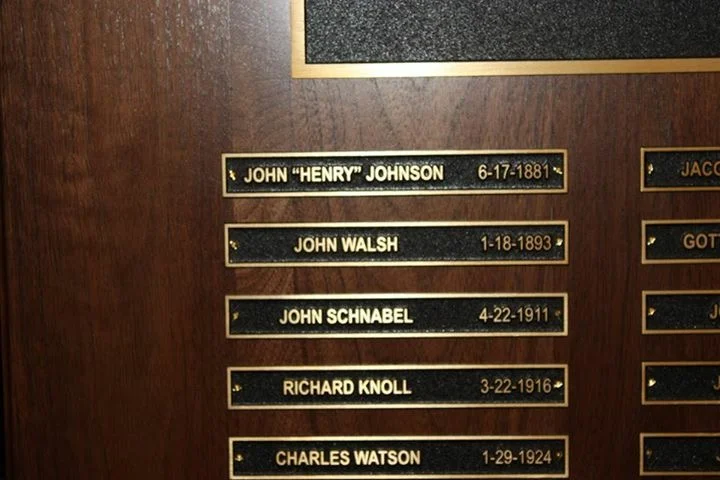 JOHN “HENRY” JOHNSON 6-17-1881
JOHN WALSH 1-18-1893
JOHN SCHNABEL 4-22-1911
RICHARD KNOLL 3-22-1916
CHARLES WATSON 1-29-1924